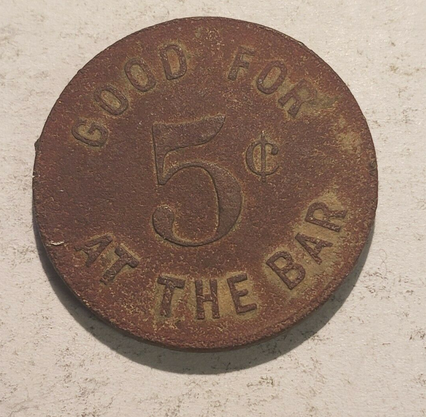 GOOD FOR
5¢
AT THE BAR